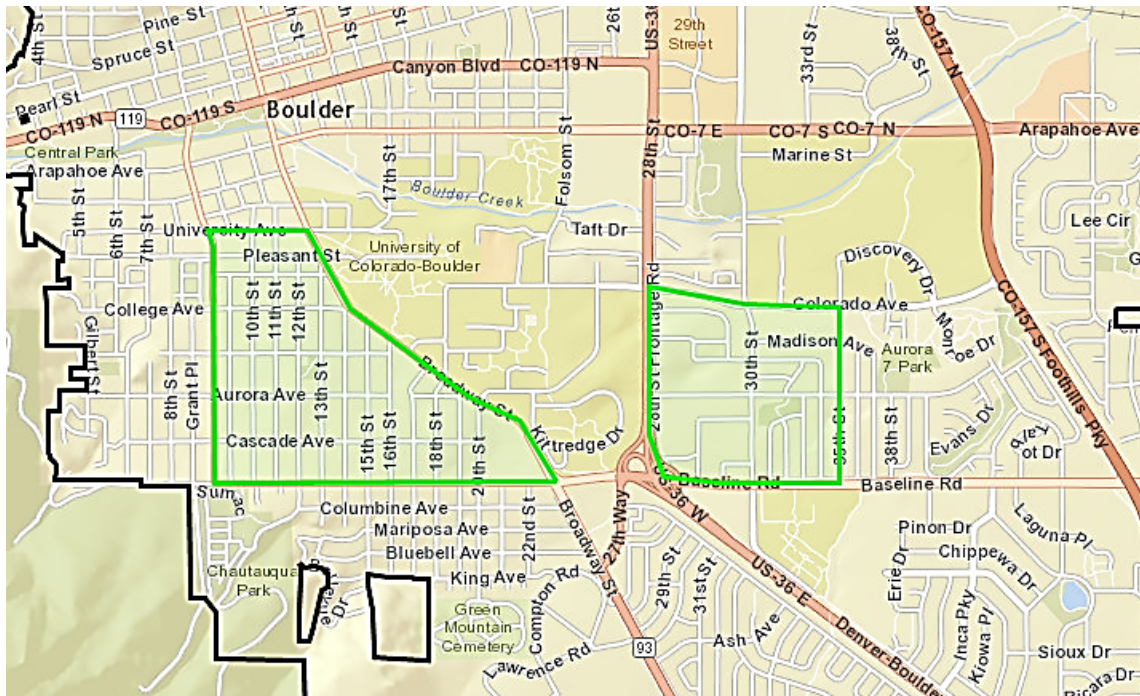 4th St
Pine St
Spruce St
26th
US-36
29th
Street
33rd St
38th St
CO-157 N
Canyon Blvd
CO-119 N
Pearl St
119
CO-119 S
CO-119 N
Boulder
CO-7 E
CO-7 S
CO-7 N
Arapahoe Ave
Central Park
Arapahoe Ave
Marine St
17th St
Folsom St
28th St
Boulder Creek
5th St
6th St
7th St
University Ave
Pleasant St
University of
Colorado-Boulder
Taft Dr
Lee Cir
Discovery Dr
28th St Frontage Rd
Colorado Ave
College Ave
10th St
11th St
12th St
Gilbert St
30th St
Madison Ave
Monroe Dr
Aurora
7 Park
CO-157 S
Foothills Pky
8th St
Grant Pl
Aurora Ave
13th St
Broadway St
Cascade Ave
15th St
16th St
18th St
20th St
Kittredge Dr
35th St
38th St
Evans Dr
Sumac
Baseline Rd
Baseline Rd
US-36 W
Columbine Ave
Mariposa Ave
Bluebell Ave
22nd St
Broadway St
27th Way
Pinon Dr
Laguna Pl
Chippewa Dr
Chautauqua
Park
King Ave
Compton Rd
29th St
31st St
US-36 E
Erie Dr
Inca Pky
Kiowa Pl
Green
Mountain
Cemetery
Lawrence Rd
93
Ash Ave
Denver-Boulder
Sioux Dr